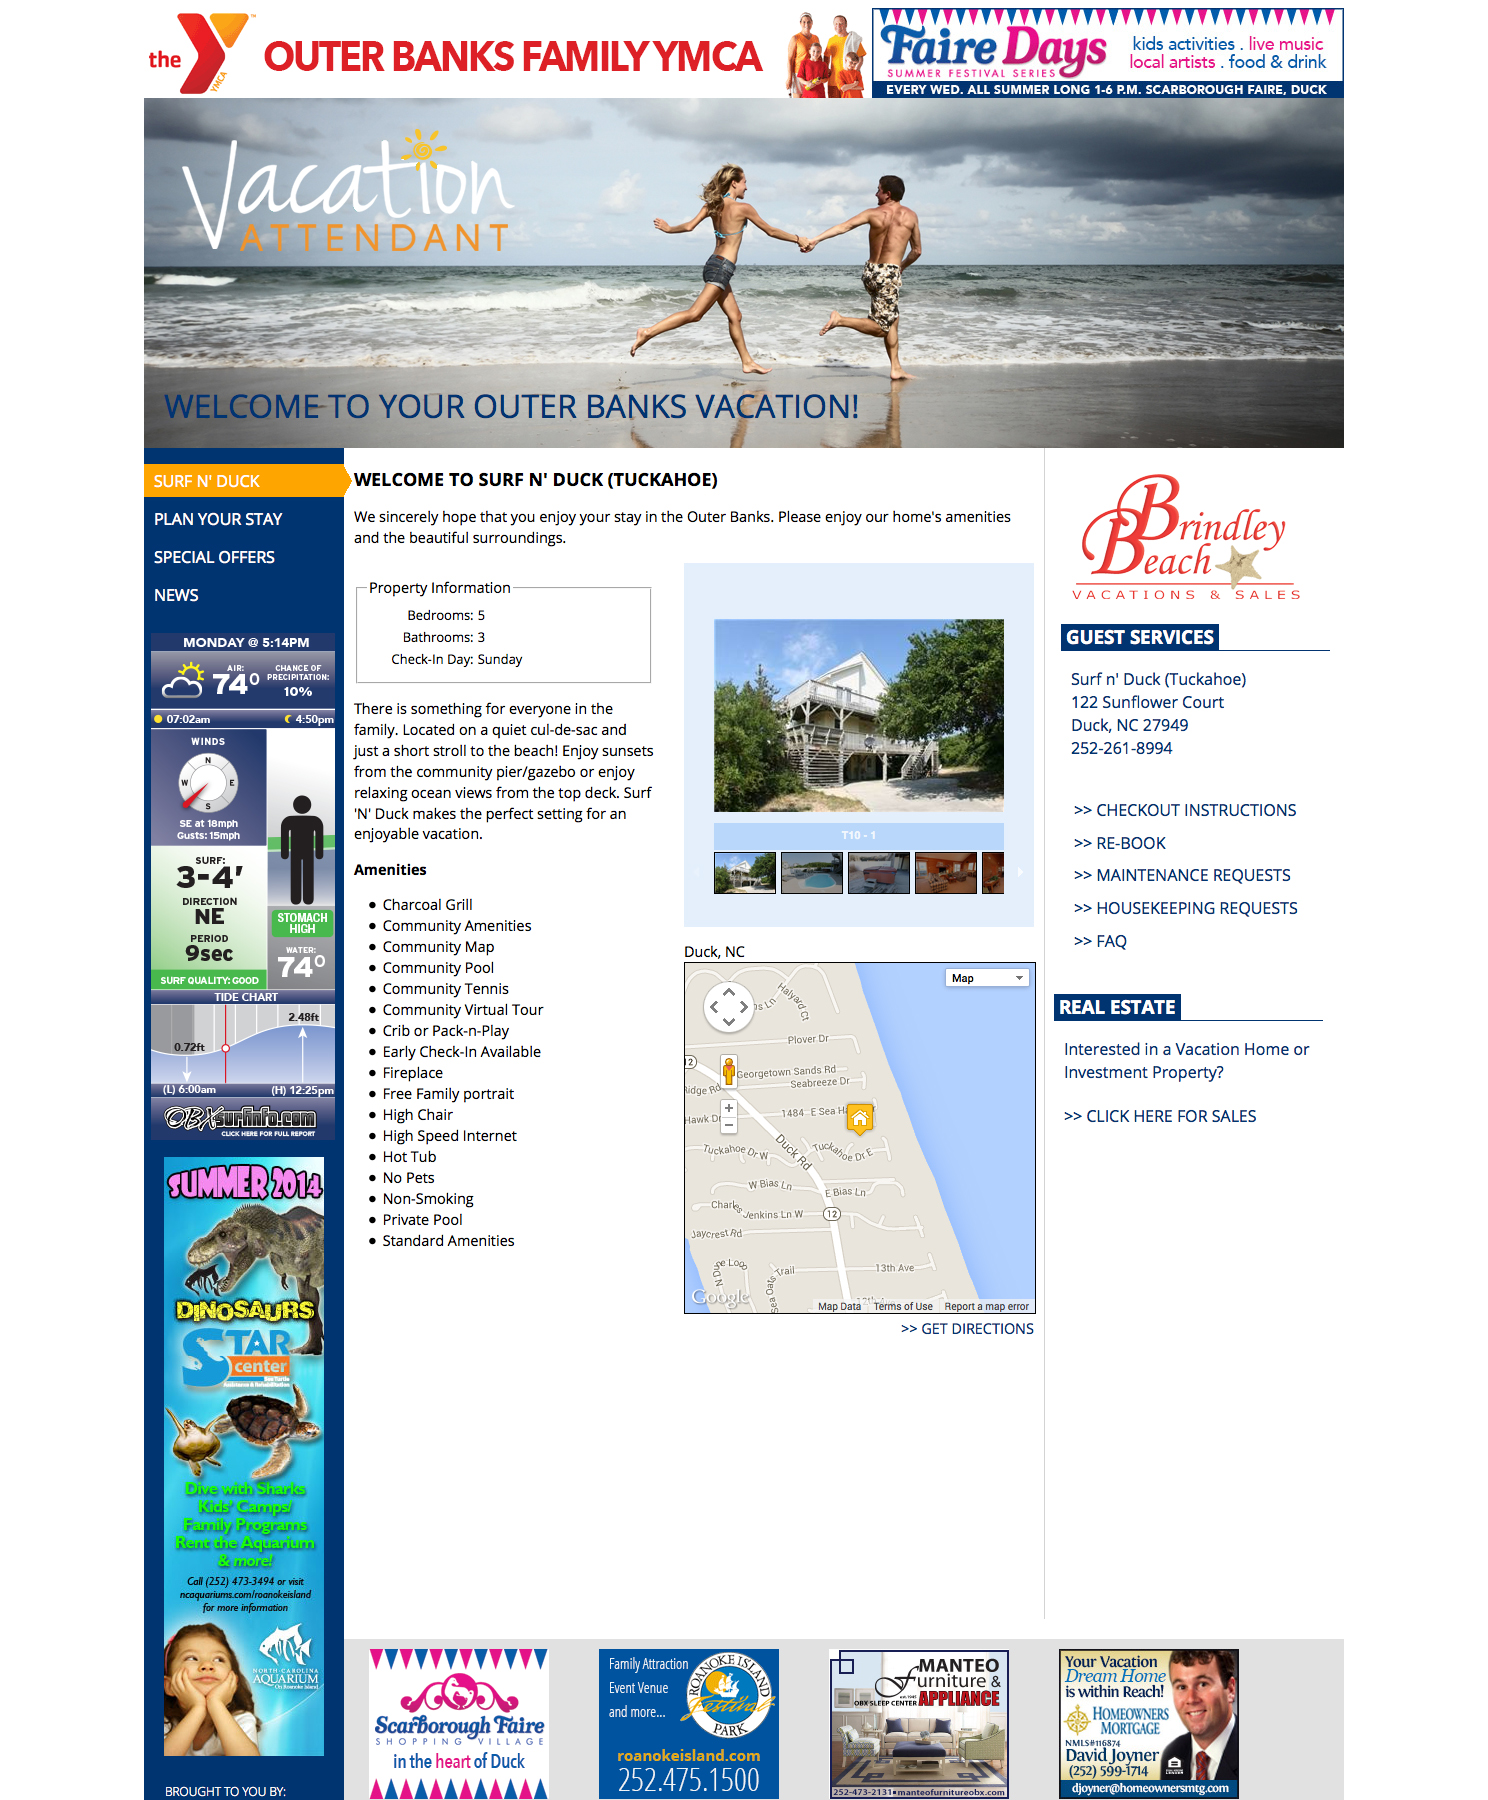 the
YMCA
OUTER BANKS FAMILY YMCA
Faire Days
SUMMER FESTIVAL SERIES
kids activities . live music
local artists . food & drink
EVERY WED. ALL SUMMER LONG 1-6 P.M. SCARBOROUGH FAIRE, DUCK
Vacation
ATTENDANT
WELCOME TO YOUR OUTER BANKS VACATION!
SURF N' DUCK
PLAN YOUR STAY
SPECIAL OFFERS
NEWS
MONDAY @ 5:14PM
AIR:
74°
CHANCE OF
PRECIPITATION:
10%
07:02am
4:50pm
WINDS
N
W
E
S
SE at 18mph
Gusts: 15mph
SURF:
3-4'
DIRECTION
NE
PERIOD
9sec
SURF QUALITY: GOOD
STOMACH
HIGH
WATER:
74°
TIDE CHART
2.48ft
0.72ft
(L) 6:00am
(H) 12:25pm
OBXsurfinfo.com
CLICK HERE FOR FULL REPORT
SUMMER 2014
DINOSAURS
STAR
center
Sea Turtle
Assistance & Rehabilitation
Dive with Sharks
Kids' Camps/
Family Programs
Rent the Aquarium
& more!
Call (252) 473-3494 or visit
ncaquariums.com/roanokeisland
for more information
NORTH CAROLINA
AQUARIUM
On Roanoke Island
BROUGHT TO YOU BY:
WELCOME TO SURF N' DUCK (TUCKAHOE)
We sincerely hope that you enjoy your stay in the Outer Banks. Please enjoy our home's amenities
and the beautiful surroundings.
Property Information
Bedrooms: 5
Bathrooms: 3
Check-In Day: Sunday
There is something for everyone in the
family. Located on a quiet cul-de-sac and
just a short stroll to the beach! Enjoy sunsets
from the community pier/gazebo or enjoy
relaxing ocean views from the top deck. Surf
'N' Duck makes the perfect setting for an
enjoyable vacation.
Amenities
Charcoal Grill
Community Amenities
Community Map
Community Pool
Community Tennis
Community Virtual Tour
Crib or Pack-n-Play
Early Check-In Available
Fireplace
Free Family portrait
High Chair
High Speed Internet
Hot Tub
No Pets
Non-Smoking
Private Pool
Standard Amenities
T10 - 1
Duck, NC
Map
ns Ln
Halyard Ct
Plover Dr
12
Georgetown Sands Rd
Seabreeze Dr
idge Rd
1484
E Sea H
Hawk Dr
Duck Rd
Tuckahoe Dr W
Tuckahoe Dr E
W Bias Ln
E Bias Ln
Charles Jenkins Ln W
12
Jaycrest Rd
Trail
13th Ave
Sea Oats
Google
Map Data
Terms of Use
Report a map error
>> GET DIRECTIONS
Brindley
Beach
VACATIONS & SALES
GUEST SERVICES
Surf n' Duck (Tuckahoe)
122 Sunflower Court
Duck, NC 27949
252-261-8994
>> CHECKOUT INSTRUCTIONS
>> RE-BOOK
>> MAINTENANCE REQUESTS
>> HOUSEKEEPING REQUESTS
>> FAQ
REAL ESTATE
Interested in a Vacation Home or
Investment Property?
>> CLICK HERE FOR SALES
Scarborough Faire
SHOPPING VILLAGE
in the heart of Duck
Family Attraction
Event Venue
and more...
ROANOKE ISLAND
Festival
PARK
roanokeisland.com
252.475.1500
MANTEO
Furniture &
OBX SLEEP CENTER
APPLIANCE
252-473-2131•manteofurnitureobx.com
Your Vacation
Dream Home
is within Reach!
HOMEOWNERS
MORTGAGE
NMLS#116874
David Joyner
(252) 599-1714
djoyner@homeownersmtg.com